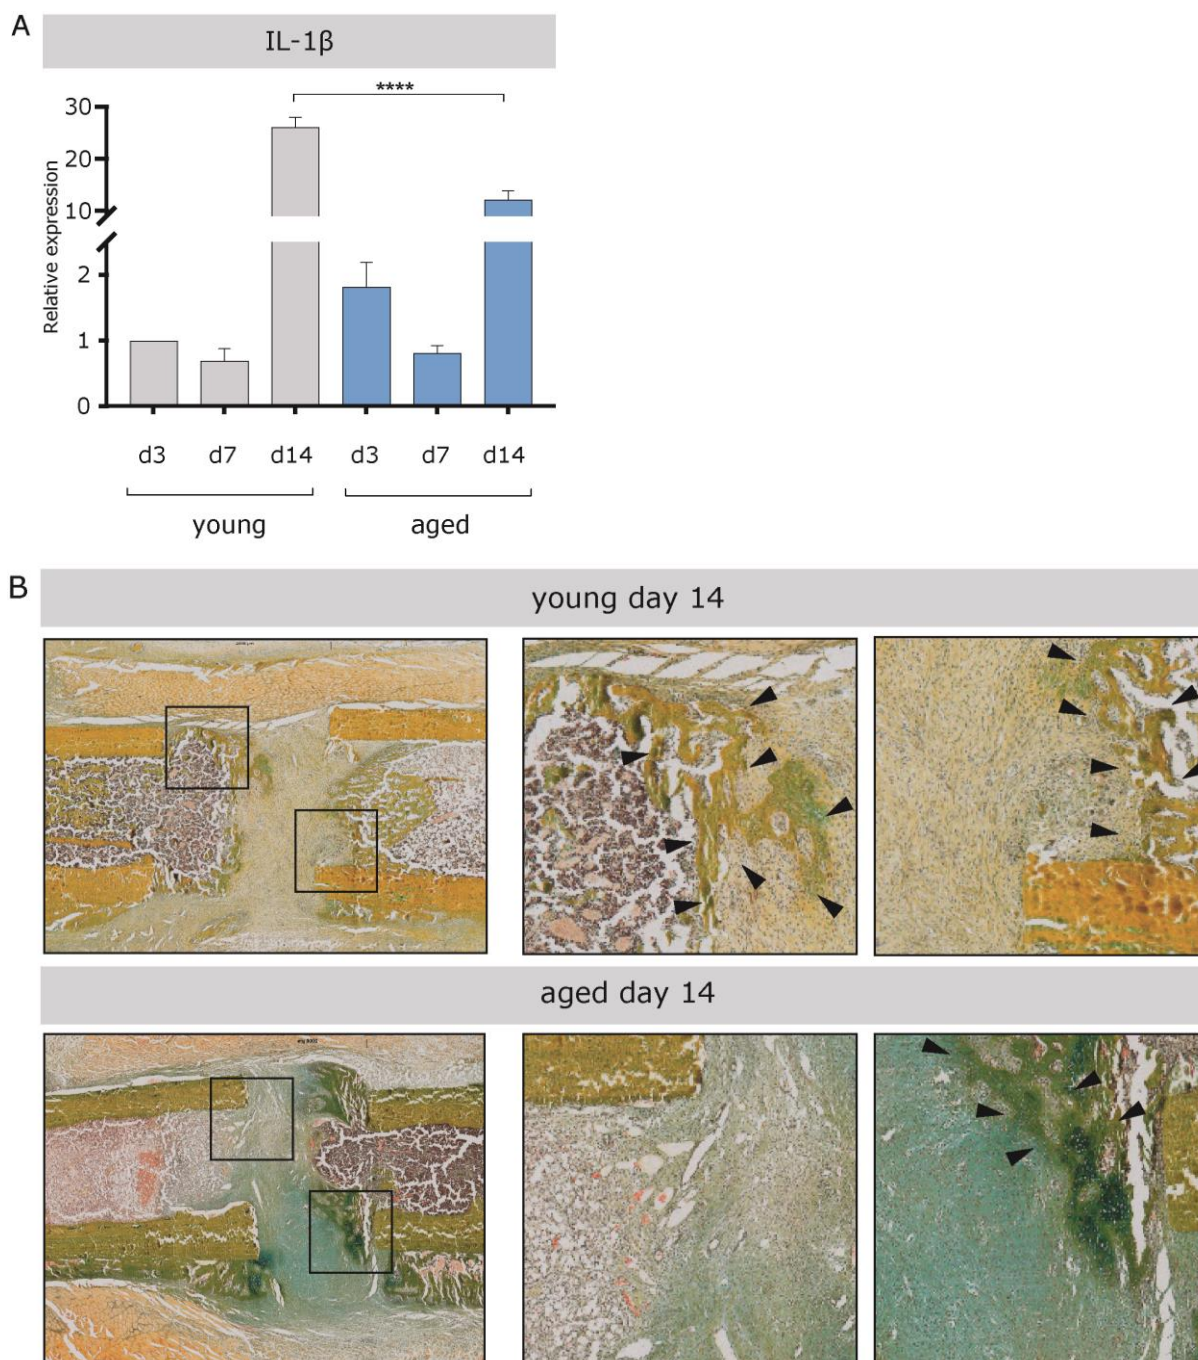 A
IL-1β
****
30
20
10
2
1
0
Relative expression
d3 d7 d14 d3 d7 d14
young aged
B
young day 14
aged day 14